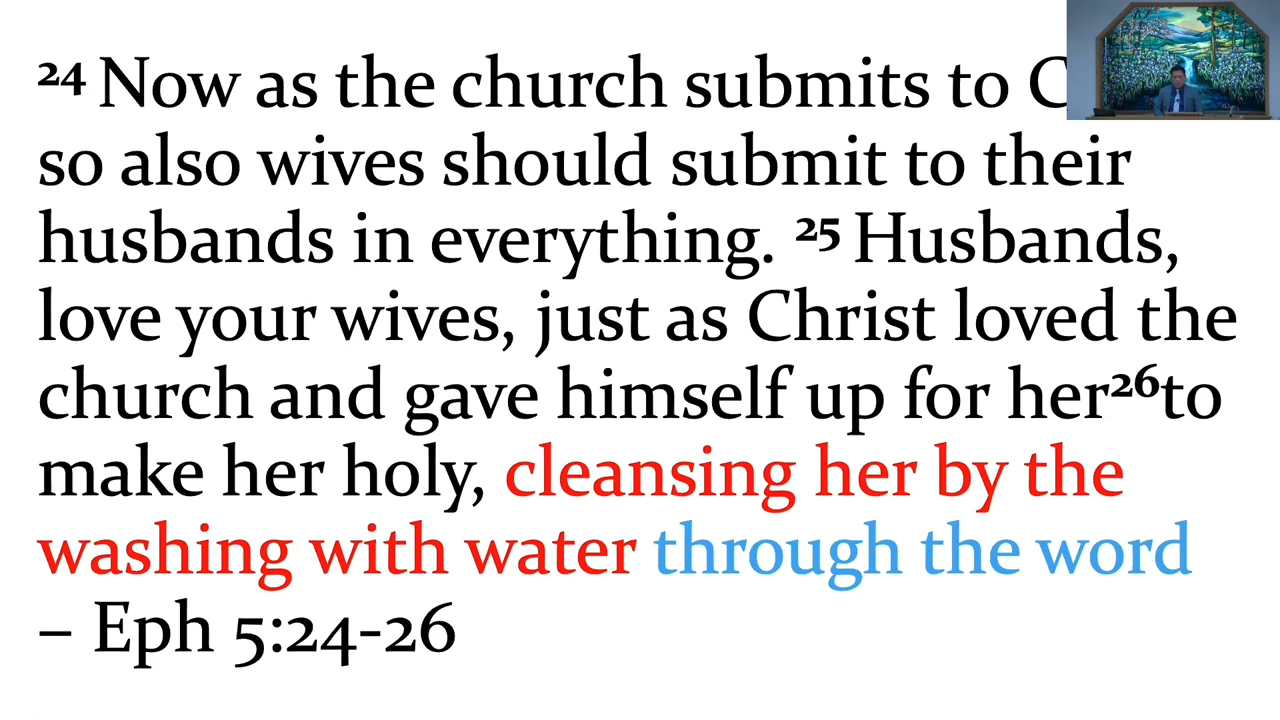 24 Now as the church submits to
so also wives should submit to their
husbands in everything. 25 Husbands,
love your wives, just as Christ loved the
church and gave himself up for her26to
make her holy, cleansing her by the
washing with water through the word
– Eph 5:24-26